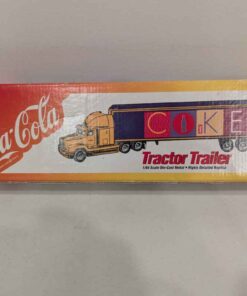 a-Cola
COKE
Tractor Trailer
1/64 Scale Die-Cast Metal • Highly Detailed Replica